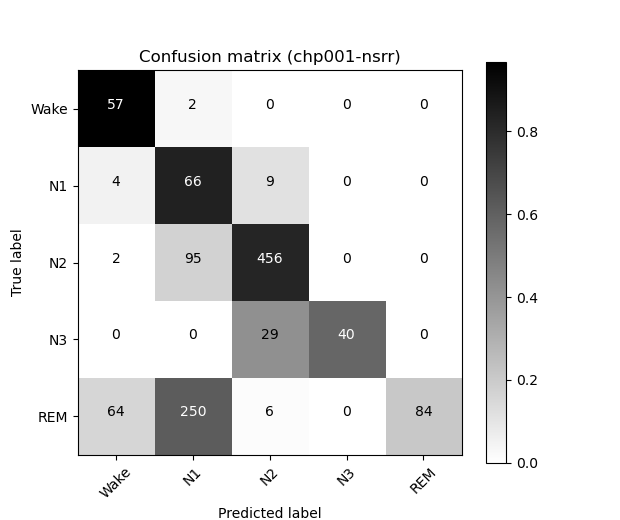 Confusion matrix (chp001-nsrr)
True label
Wake 57 2 0 0 0
N1 4 66 9 0 0
N2 2 95 456 0 0
N3 0 0 29 40 0
REM 64 250 6 0 84
Wake N1 N2 N3 REM
Predicted label
0.8
0.6
0.4
0.2
0.0